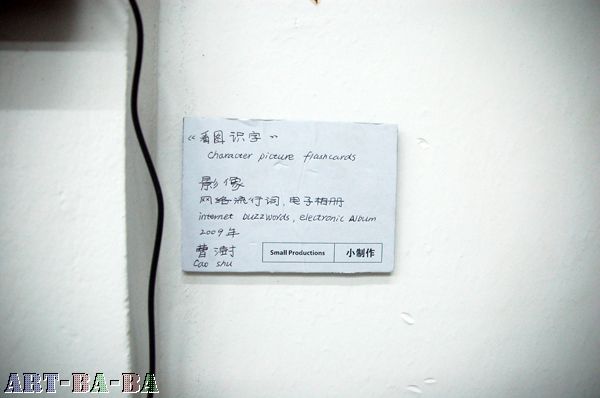 《看图识字》
Character picture flashcards
影像
网络流行词, 电子相册
internet buzzwords, electronic Album
2009年
曹澍
Cao shu
Small Productions 小制作
ART-BA-BA